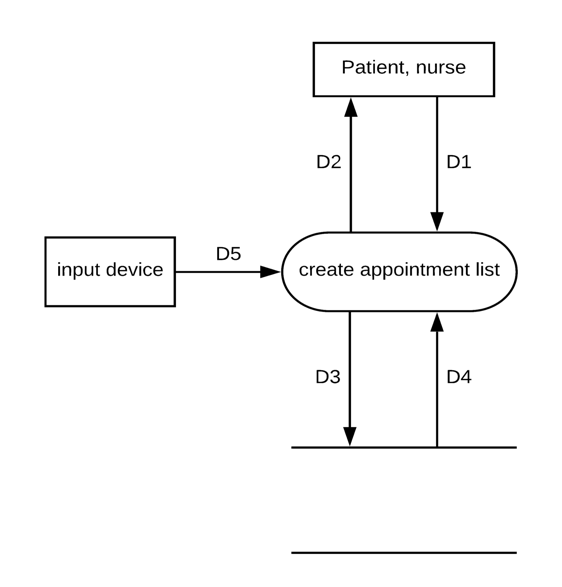 Patient, nurse
D2
D1
D5
input device
create appointment list
D3
D4